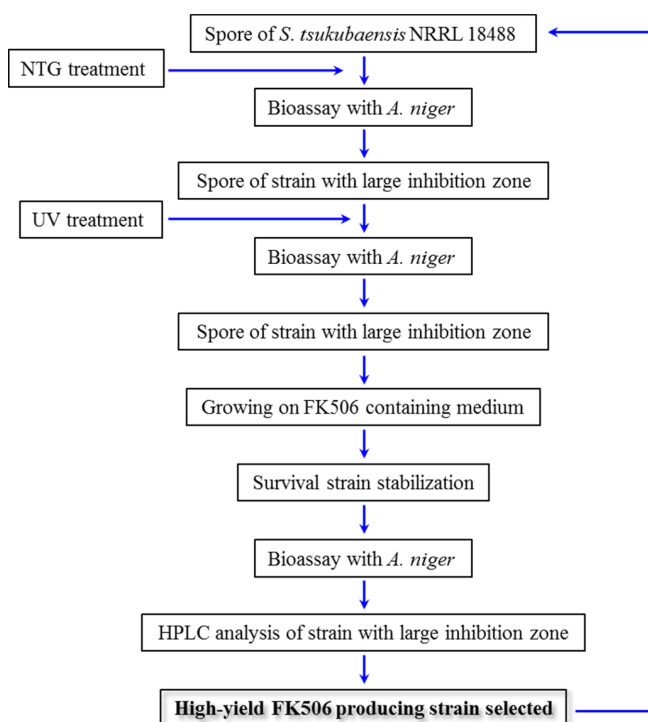 Spore of S. tsukubaensis NRRL 18488
NTG treatment
Bioassay with A. niger
Spore of strain with large inhibition zone
UV treatment
Bioassay with A. niger
Spore of strain with large inhibition zone
Growing on FK506 containing medium
Survival strain stabilization
Bioassay with A. niger
HPLC analysis of strain with large inhibition zone
High-yield FK506 producing strain selected